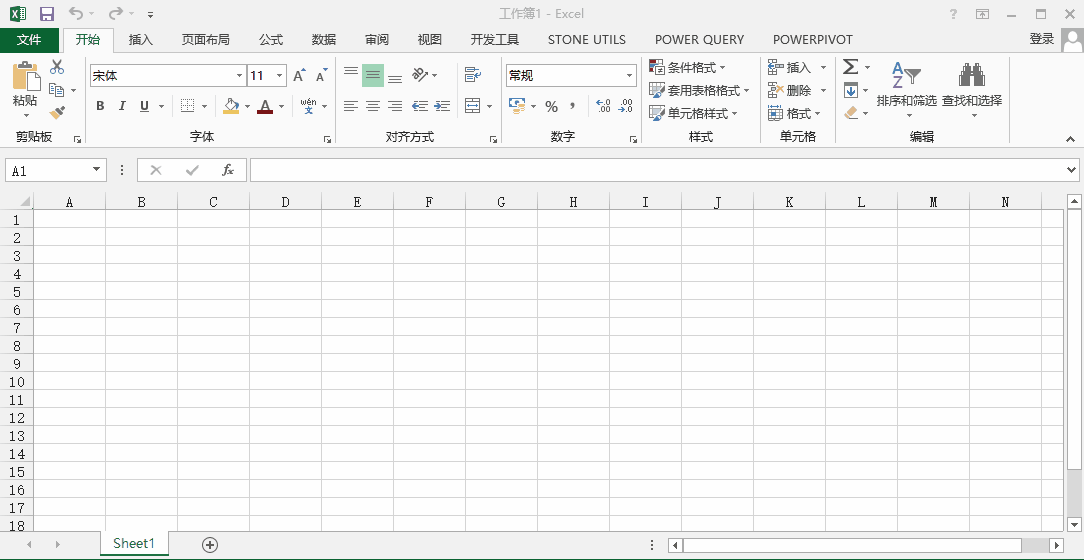 工作簿1 - Excel
?
文件 开始 插入 页面布局 公式 数据 审阅 视图 开发工具 STONE UTILS POWER QUERY POWERPIVOT 登录
宋体 11 A A 常规 条件格式 插入 Σ
粘贴 套用表格格式 删除 排序和筛选 查找和选择
B I U A wén 文 % , .00 .00 单元格样式 格式
剪贴板 字体 对齐方式 数字 样式 单元格 编辑
A1 fx
A B C D E F G H I J K L M N
1
2
3
4
5
6
7
8
9
10
11
12
13
14
15
16
17
18
Sheet1